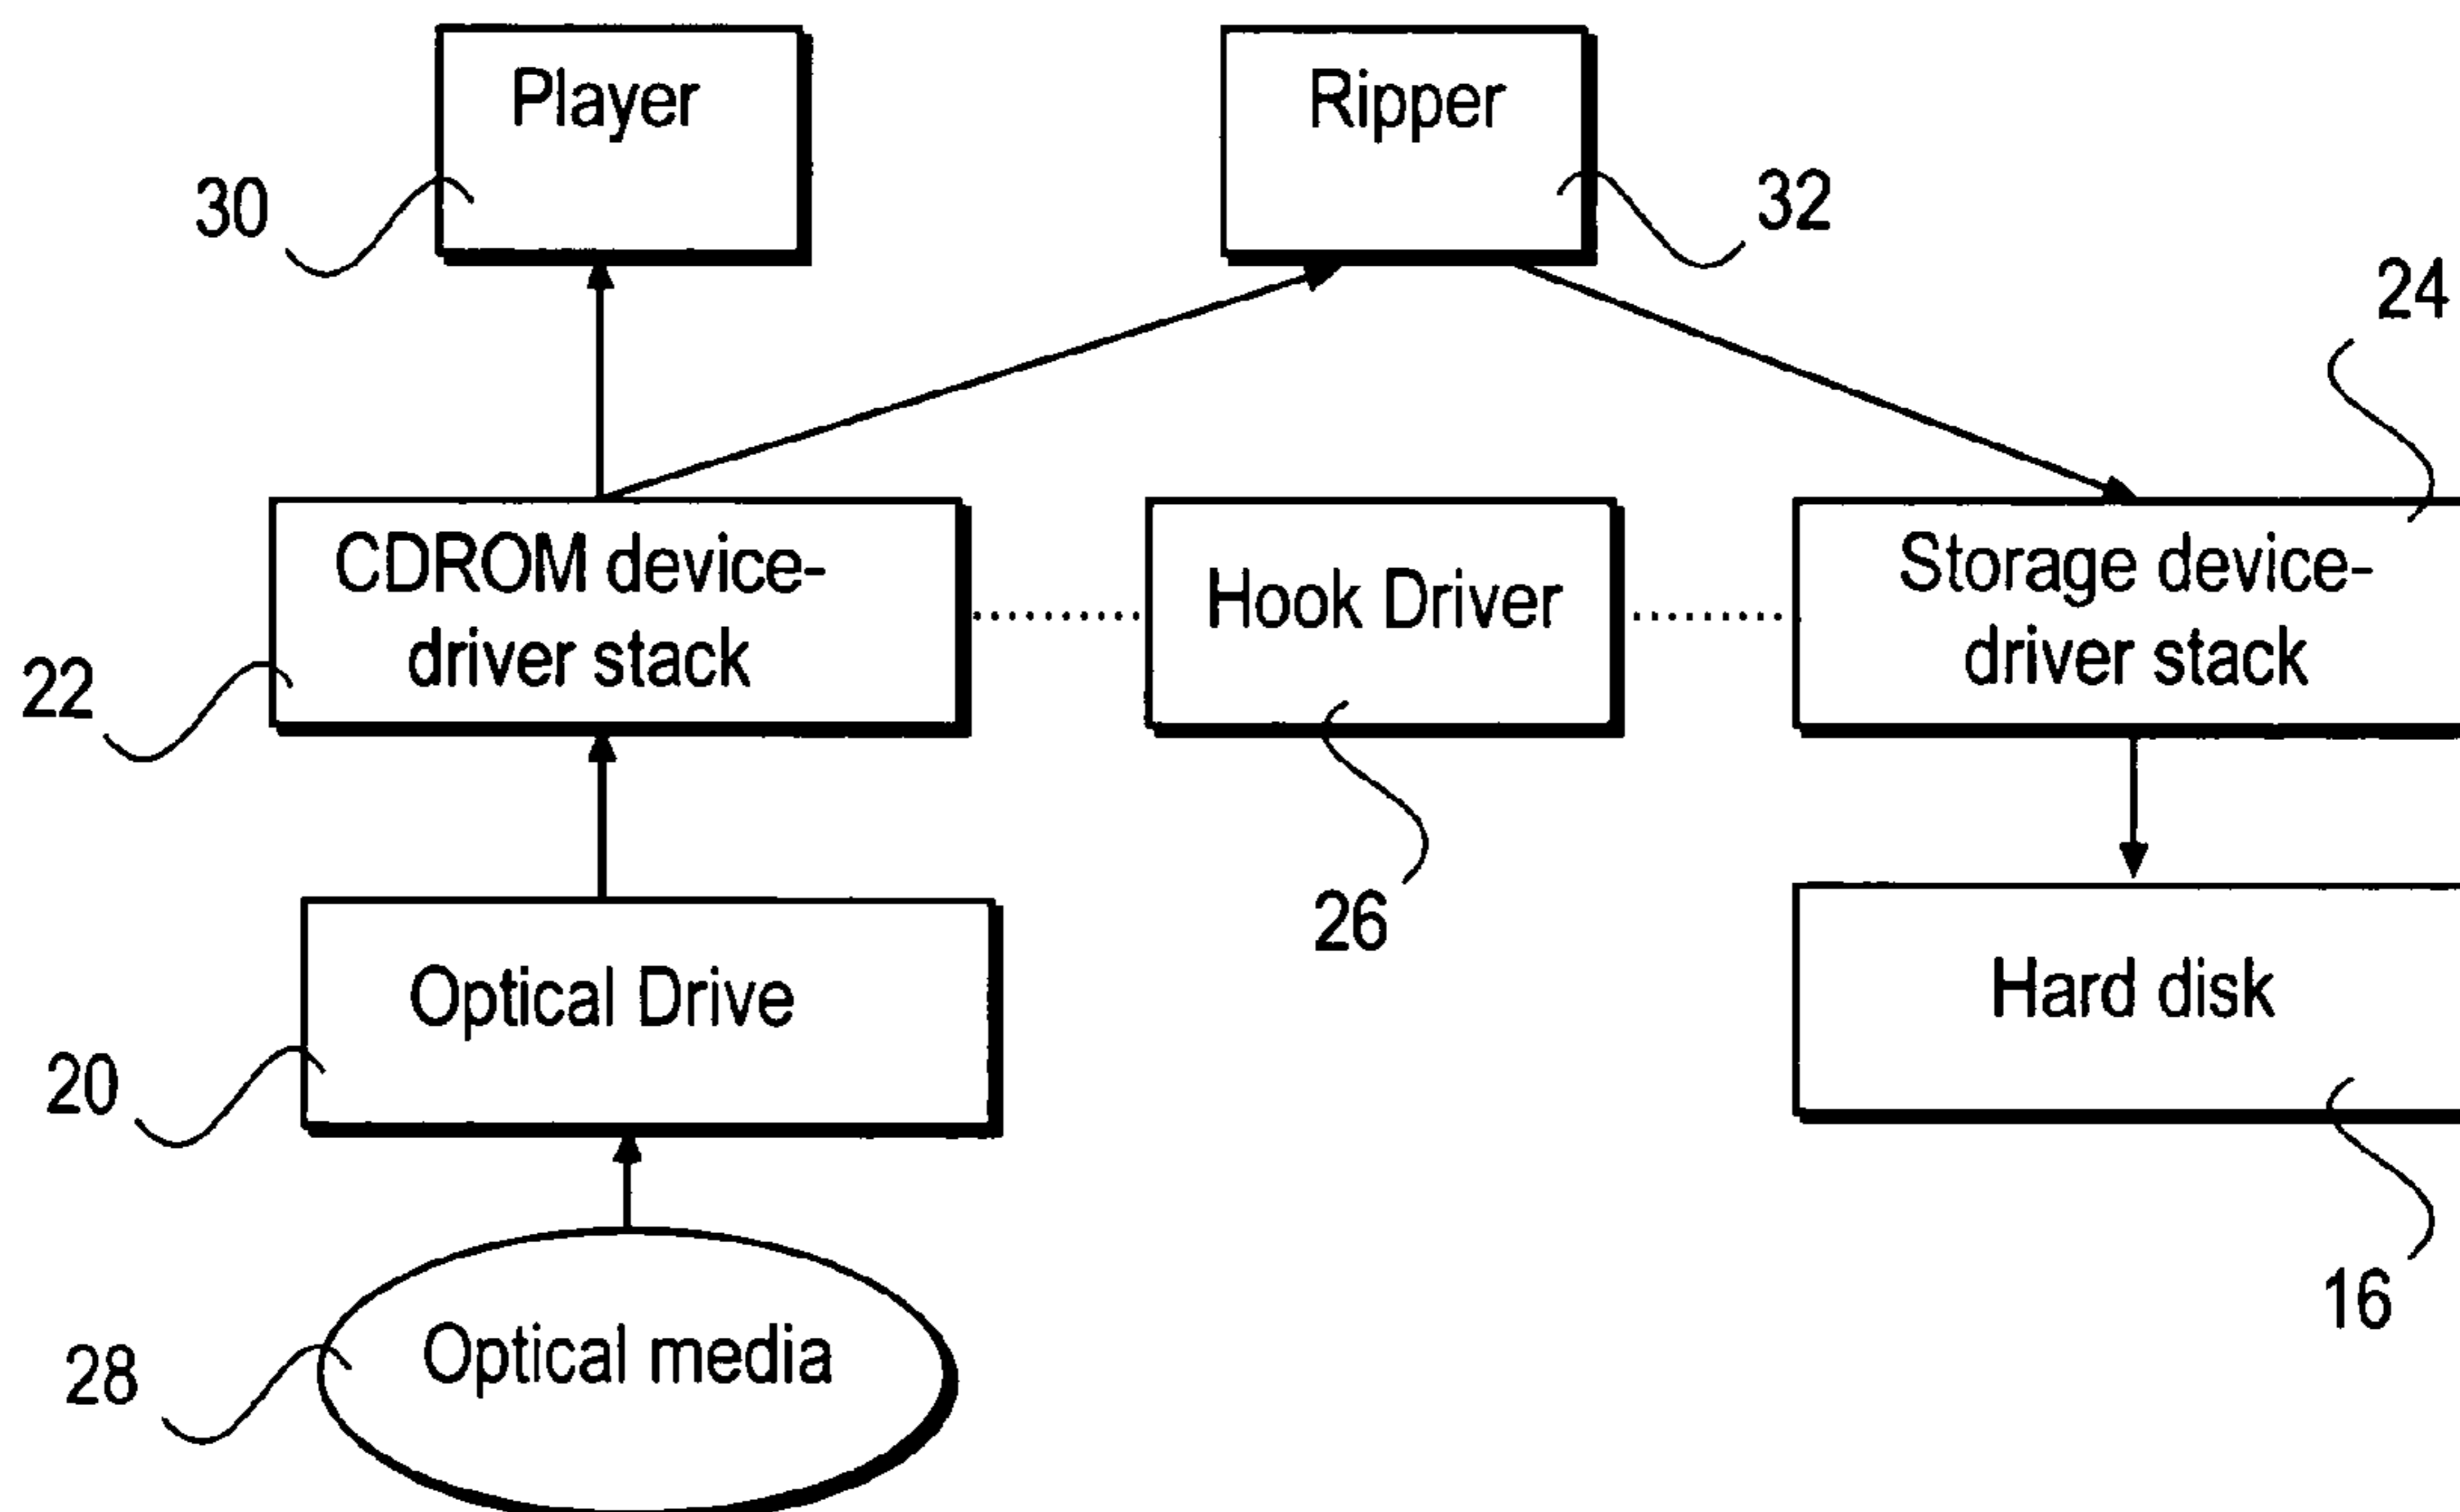 Player
Ripper
30
32
24
CDROM device-
driver stack
Hook Driver
Storage device-
driver stack
22
26
Optical Drive
Hard disk
20
16
Optical media
28